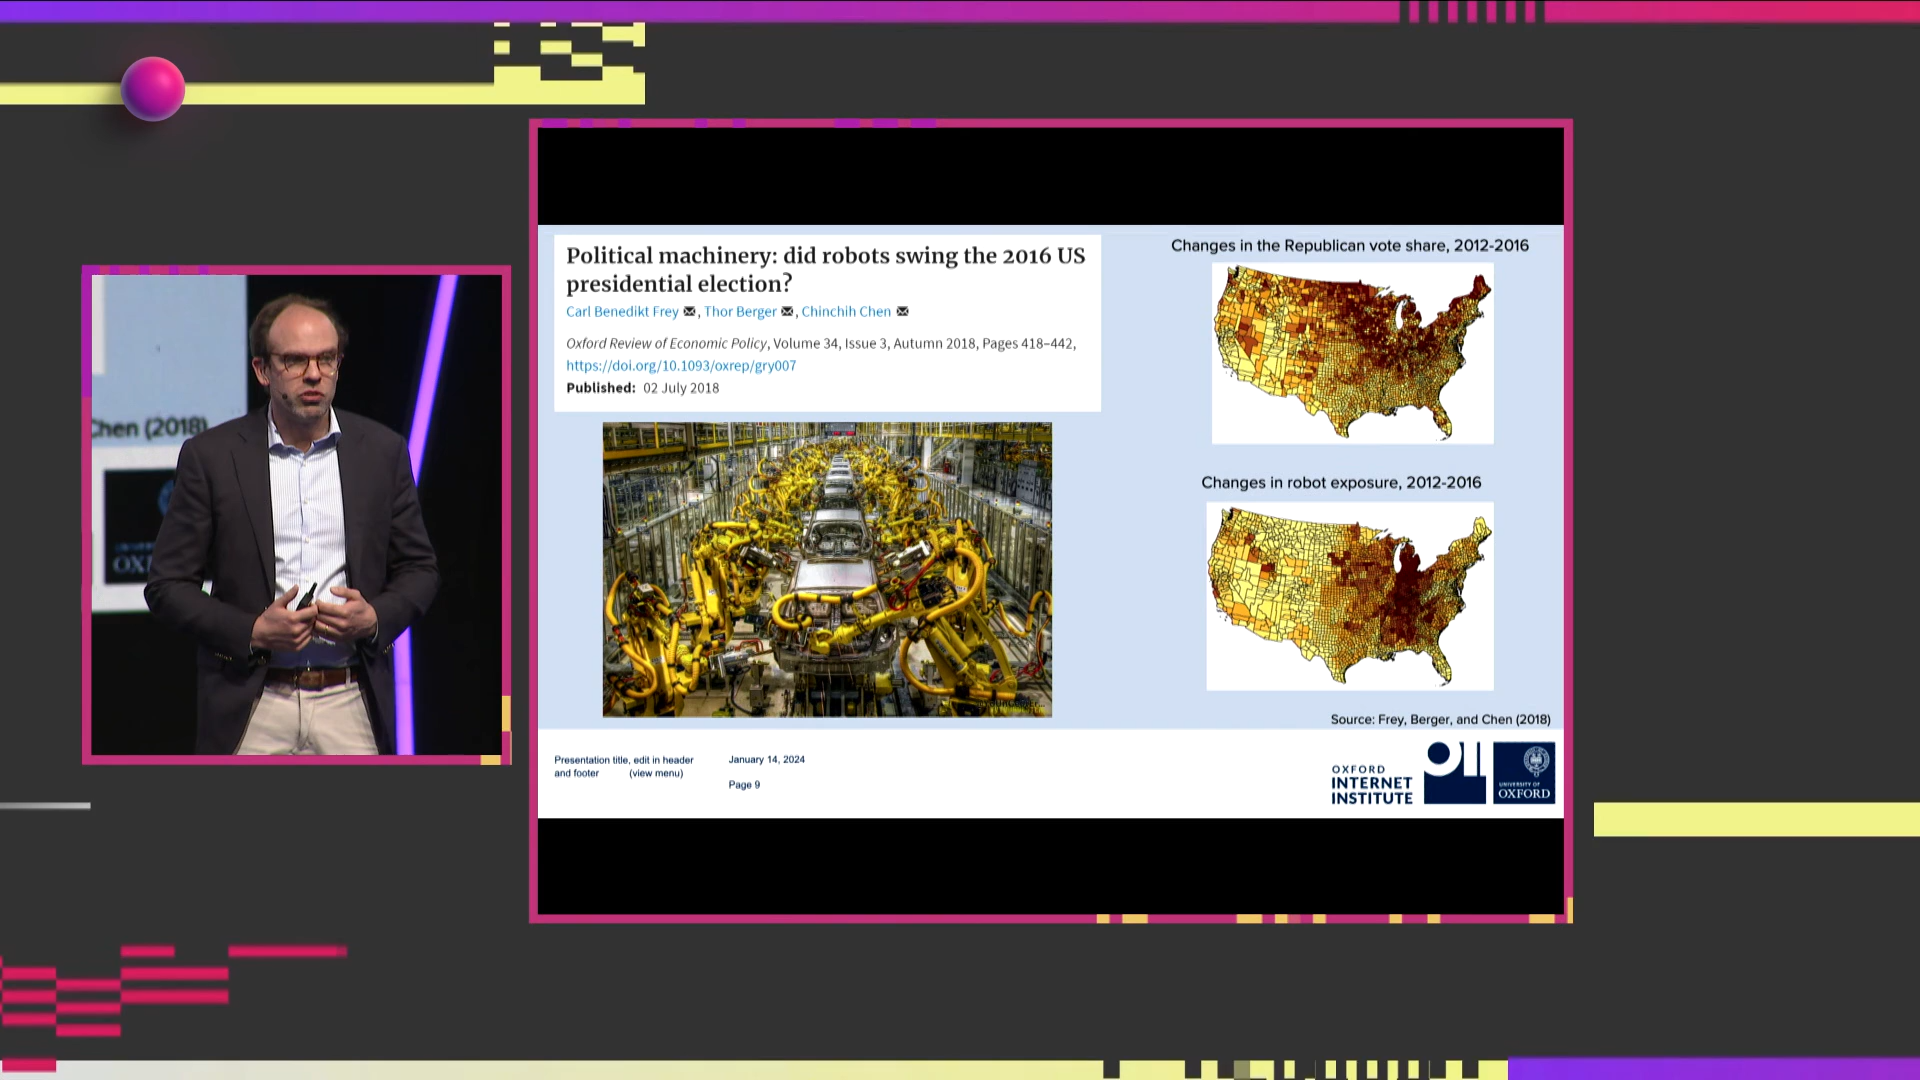 Chen (2018)
OXF
Political machinery: did robots swing the 2016 US
presidential election?
Carl Benedikt Frey ✉, Thor Berger ✉, Chinchih Chen ✉
Oxford Review of Economic Policy, Volume 34, Issue 3, Autumn 2018, Pages 418–442,
https://doi.org/10.1093/oxrep/gry007
Published: 02 July 2018
Changes in the Republican vote share, 2012-2016
Changes in robot exposure, 2012-2016
Source: Frey, Berger, and Chen (2018)
Presentation title, edit in header
and footer (view menu)
January 14, 2024
Page 9
OXFORD
INTERNET
INSTITUTE
UNIVERSITY OF
OXFORD